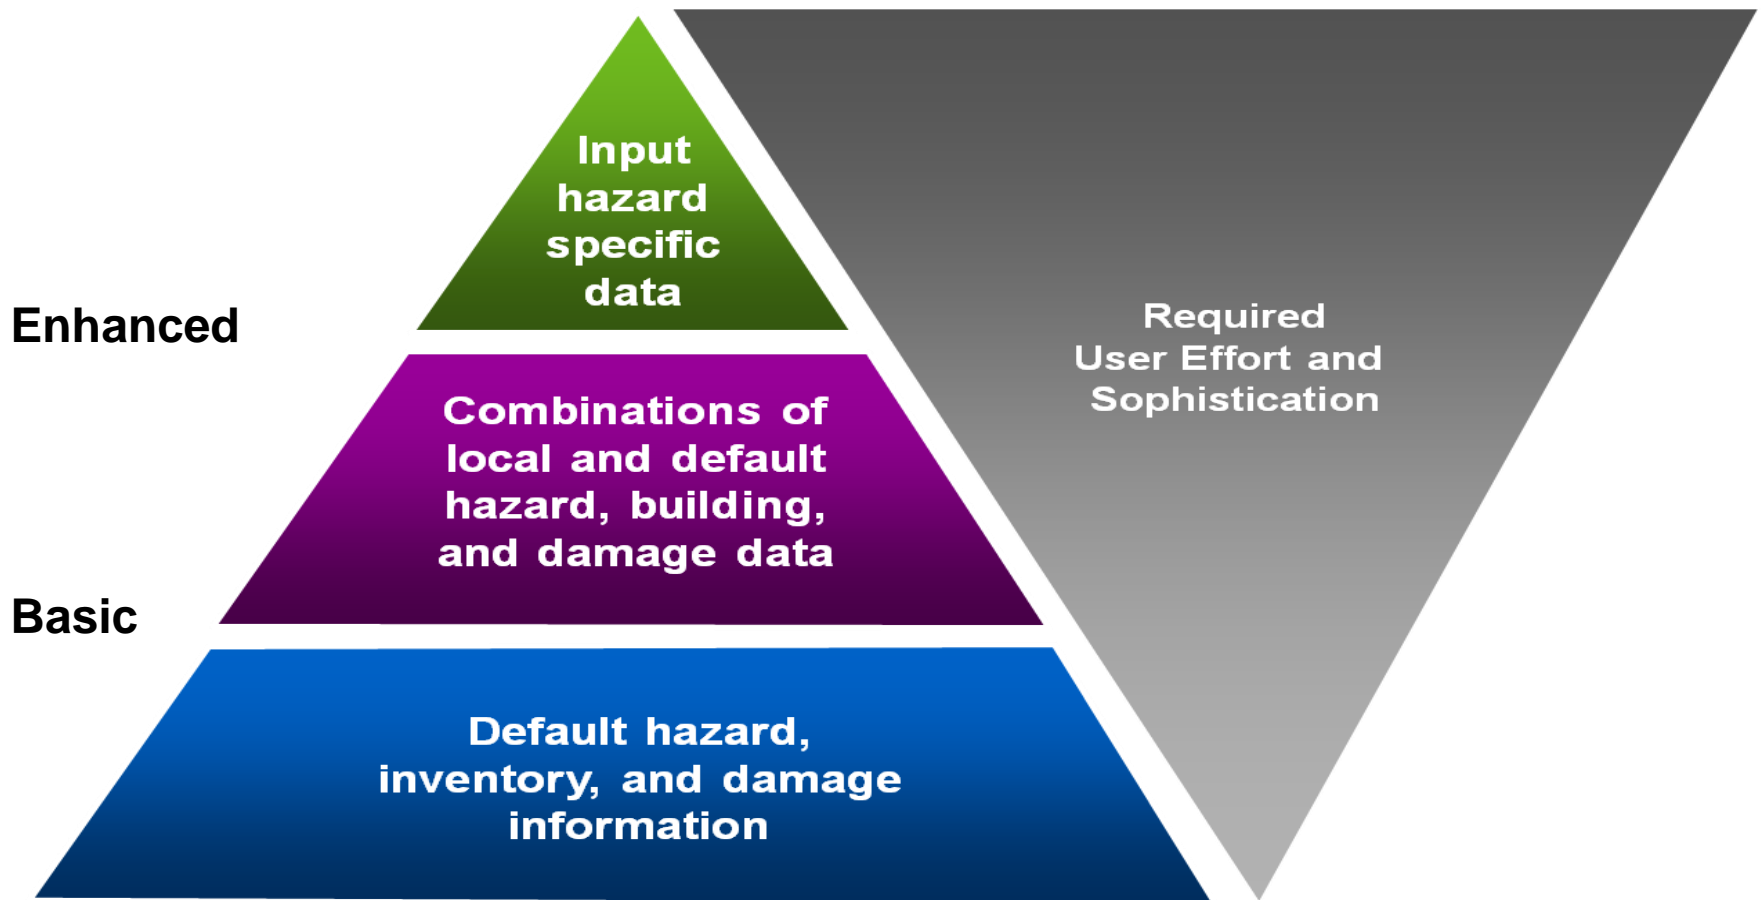 Input
hazard
specific
data
Enhanced
Combinations of
local and default
hazard, building,
and damage data
Basic
Default hazard,
inventory, and damage
information
Required
User Effort and
Sophistication